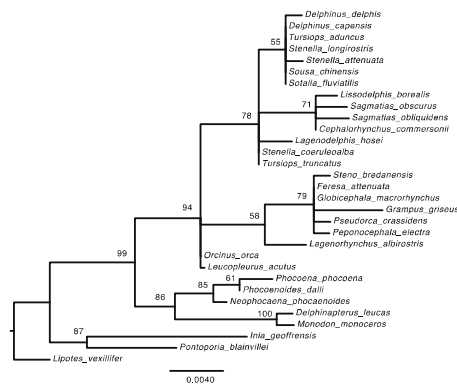 Delphinus_delphis
55
Delphinus_capensis
Tursiops_aduncus
Stenella_longirostris
Stenella_attenuata
Sousa_chinensis
Sotalia_fluviatilis
Lissodelphis_borealis
71
Sagmatias_obscurus
78
Sagmatias_obliquidens
Cephalorhynchus_commersonii
Lagenodelphis_hosei
Stenella_coeruleoalba
Tursiops_truncatus
Steno_bredanensis
79
Feresa_attenuata
Globicephala_macrorhynchus
94
Grampus_griseus
58
Pseudorca_crassidens
Peponocephala_electra
Lagenorhynchus_albirostris
99
Orcinus_orca
Leucopleurus_acutus
61
Phocoena_phocoena
85
Phocoenoides_dalli
86
Neophocaena_phocaenoides
100
Delphinapterus_leucas
Monodon_monoceros
87
Inia_geoffrensis
Pontoporia_blainvillei
Lipotes_vexillifer
0.0040